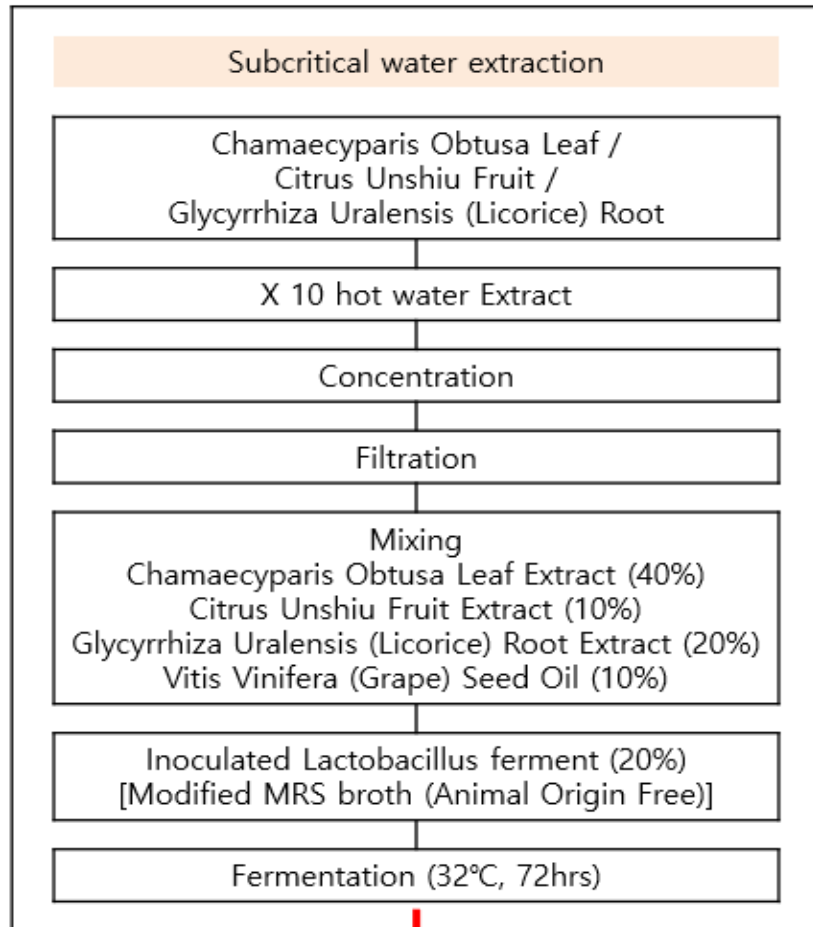 Subcritical water extraction
Chamaecyparis Obtusa Leaf /
Citrus Unshiu Fruit /
Glycyrrhiza Uralensis (Licorice) Root
X 10 hot water Extract
Concentration
Filtration
Mixing
Chamaecyparis Obtusa Leaf Extract (40%)
Citrus Unshiu Fruit Extract (10%)
Glycyrrhiza Uralensis (Licorice) Root Extract (20%)
Vitis Vinifera (Grape) Seed Oil (10%)
Inoculated Lactobacillus ferment (20%)
[Modified MRS broth (Animal Origin Free)]
Fermentation (32℃, 72hrs)